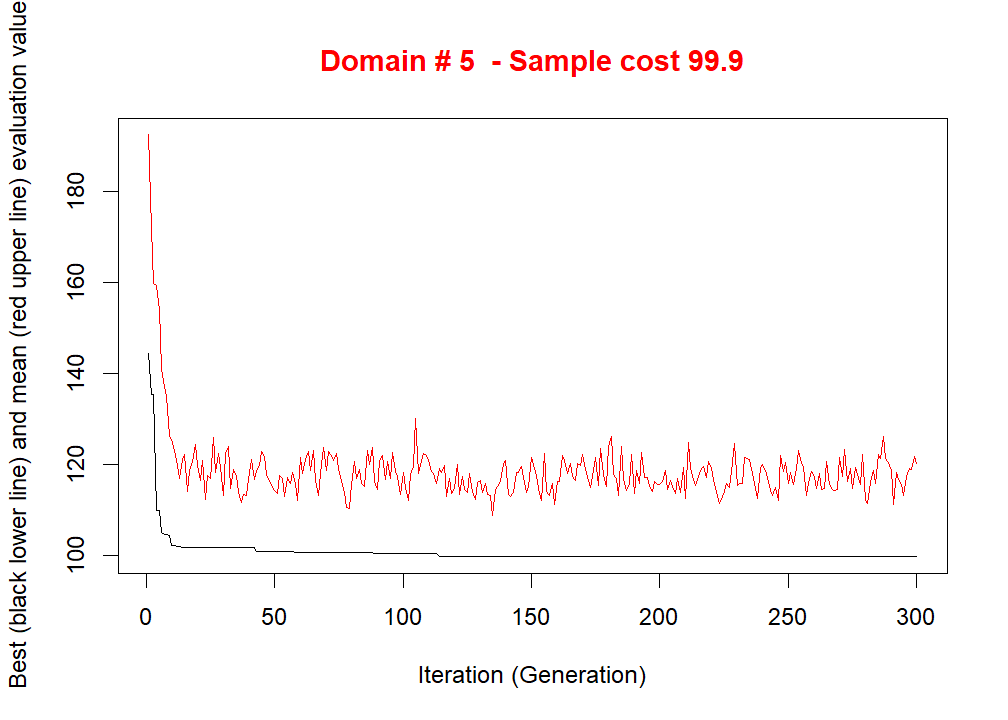 Domain # 5  - Sample cost 99.9
Best (black lower line) and mean (red upper line) evaluation value
180
160
140
120
100
0 50 100 150 200 250 300
Iteration (Generation)